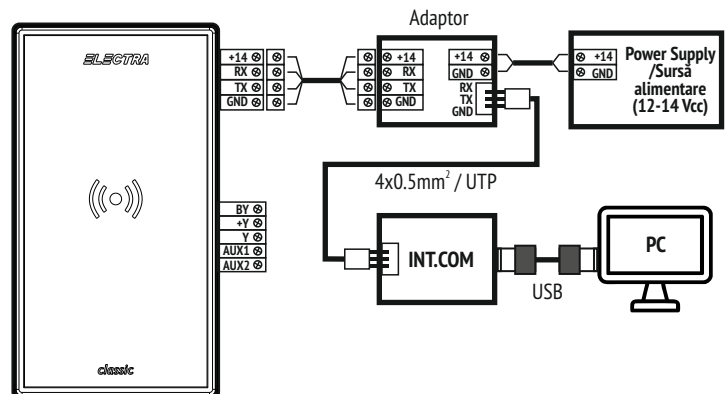 Adaptor
ELECTRA
+14
RX
TX
GND
+14
RX
TX
GND
+14
GND
RX
TX
GND
+14
GND
Power Supply
/Sursă
alimentare
(12-14 Vcc)
4x0.5mm² / UTP
BY
+Y
Y
AUX1
AUX2
INT.COM
USB
PC
classic